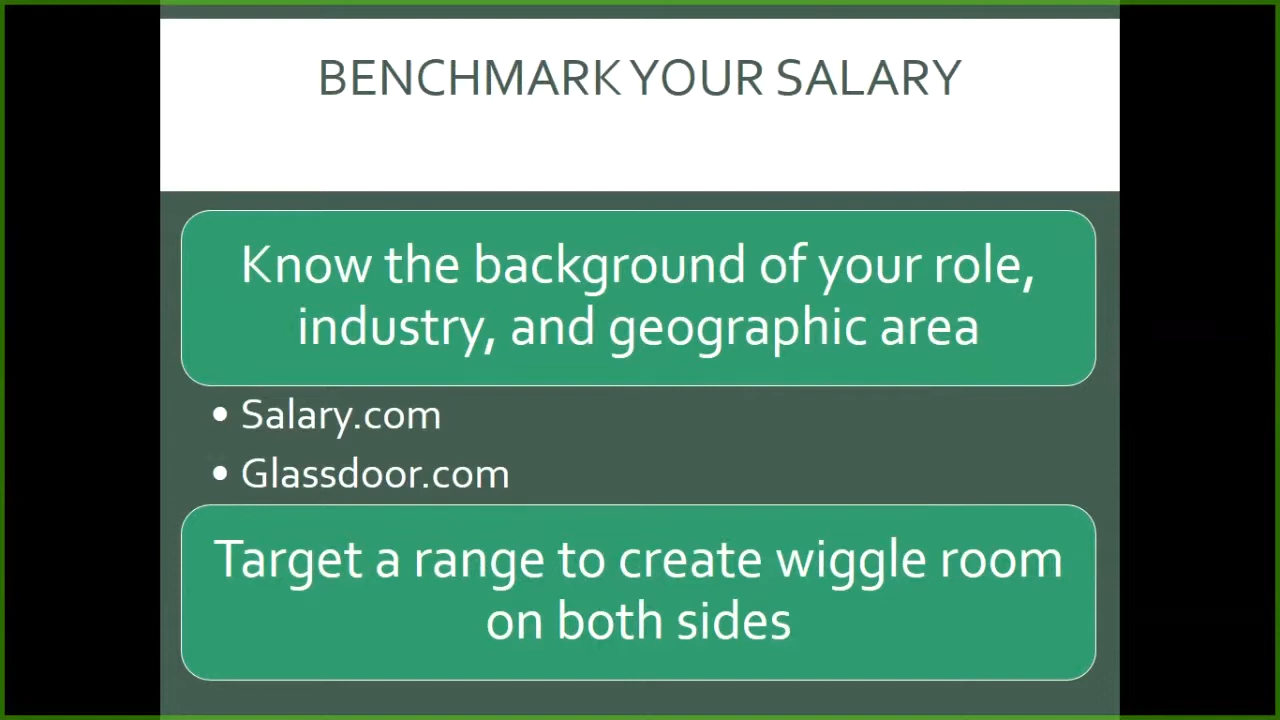 BENCHMARK YOUR SALARY
Know the background of your role,
industry, and geographic area
• Salary.com
• Glassdoor.com
Target a range to create wiggle room
on both sides